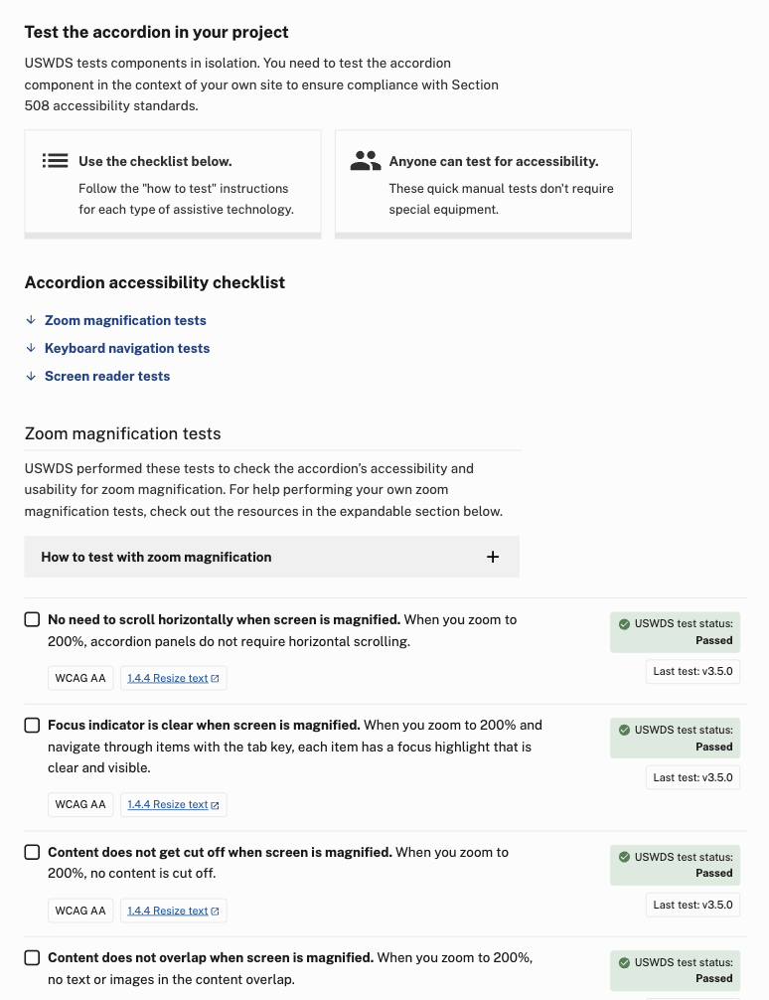 Test the accordion in your project
USWDS tests components in isolation. You need to test the accordion
component in the context of your own site to ensure compliance with Section
508 accessibility standards.
Use the checklist below.
Follow the "how to test" instructions
for each type of assistive technology.
Anyone can test for accessibility.
These quick manual tests don't require
special equipment.
Accordion accessibility checklist
Zoom magnification tests
Keyboard navigation tests
Screen reader tests
Zoom magnification tests
USWDS performed these tests to check the accordion’s accessibility and
usability for zoom magnification. For help performing your own zoom
magnification tests, check out the resources in the expandable section below.
How to test with zoom magnification
No need to scroll horizontally when screen is magnified. When you zoom to
200%, accordion panels do not require horizontal scrolling.
WCAG AA
1.4.4 Resize text
USWDS test status:
Passed
Last test: v3.5.0
Focus indicator is clear when screen is magnified. When you zoom to 200% and
navigate through items with the tab key, each item has a focus highlight that is
clear and visible.
WCAG AA
1.4.4 Resize text
USWDS test status:
Passed
Last test: v3.5.0
Content does not get cut off when screen is magnified. When you zoom to
200%, no content is cut off.
WCAG AA
1.4.4 Resize text
USWDS test status:
Passed
Last test: v3.5.0
Content does not overlap when screen is magnified. When you zoom to 200%,
no text or images in the content overlap.
USWDS test status:
Passed